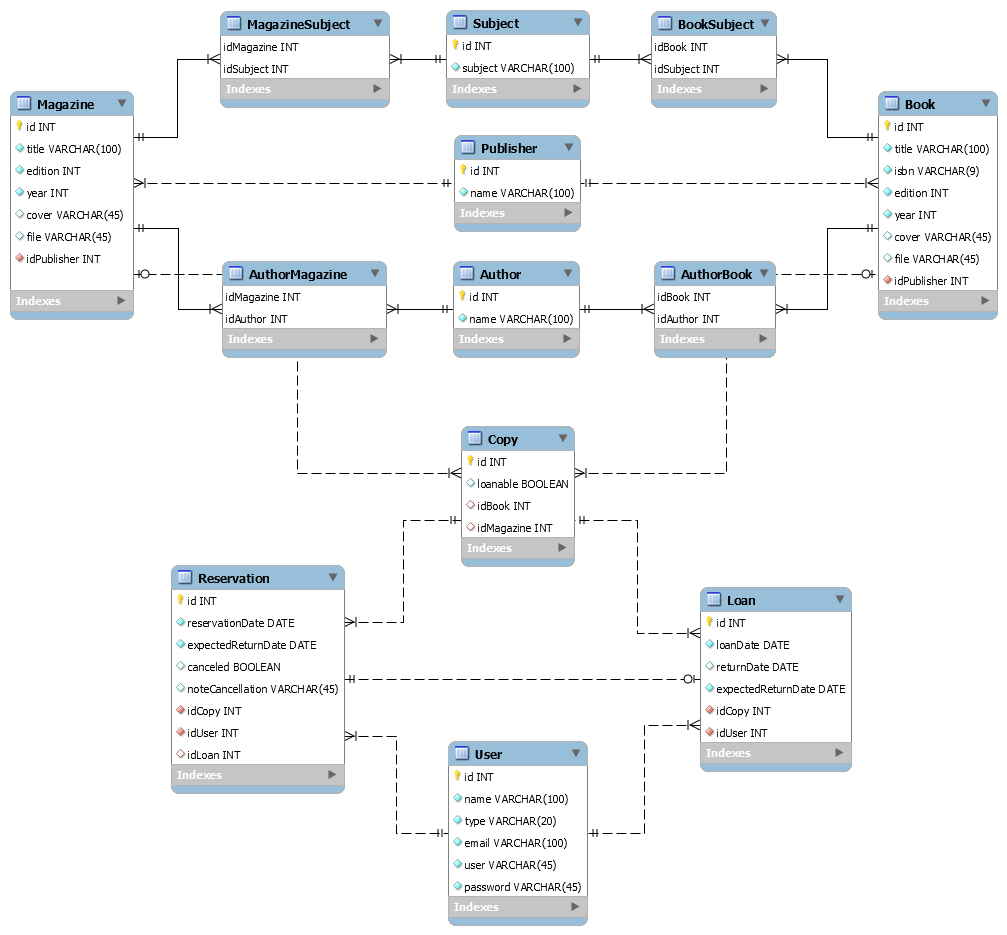 MagazineSubject
idMagazine INT
idSubject INT
Indexes
Subject
id INT
subject VARCHAR(100)
Indexes
BookSubject
idBook INT
idSubject INT
Indexes
Magazine
id INT
title VARCHAR(100)
edition INT
year INT
cover VARCHAR(45)
file VARCHAR(45)
idPublisher INT
Indexes
Publisher
id INT
name VARCHAR(100)
Indexes
Book
id INT
title VARCHAR(100)
isbn VARCHAR(9)
edition INT
year INT
cover VARCHAR(45)
file VARCHAR(45)
idPublisher INT
Indexes
AuthorMagazine
idMagazine INT
idAuthor INT
Indexes
Author
id INT
name VARCHAR(100)
Indexes
AuthorBook
idBook INT
idAuthor INT
Indexes
Copy
id INT
loanable BOOLEAN
idBook INT
idMagazine INT
Indexes
Reservation
id INT
reservationDate DATE
expectedReturnDate DATE
canceled BOOLEAN
noteCancellation VARCHAR(45)
idCopy INT
idUser INT
idLoan INT
Indexes
Loan
id INT
loanDate DATE
returnDate DATE
expectedReturnDate DATE
idCopy INT
idUser INT
Indexes
User
id INT
name VARCHAR(100)
type VARCHAR(20)
email VARCHAR(100)
user VARCHAR(45)
password VARCHAR(45)
Indexes